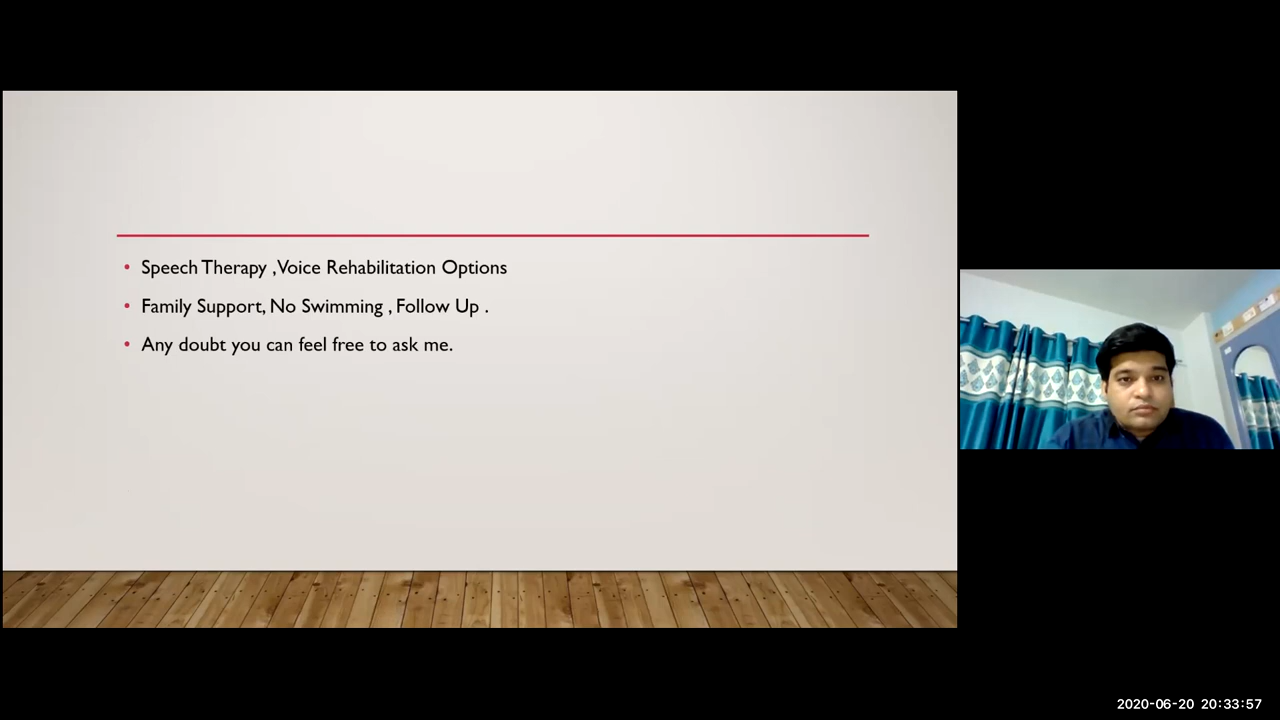 Speech Therapy ,Voice Rehabilitation Options
Family Support, No Swimming , Follow Up .
Any doubt you can feel free to ask me.
2020-06-20 20:33:57